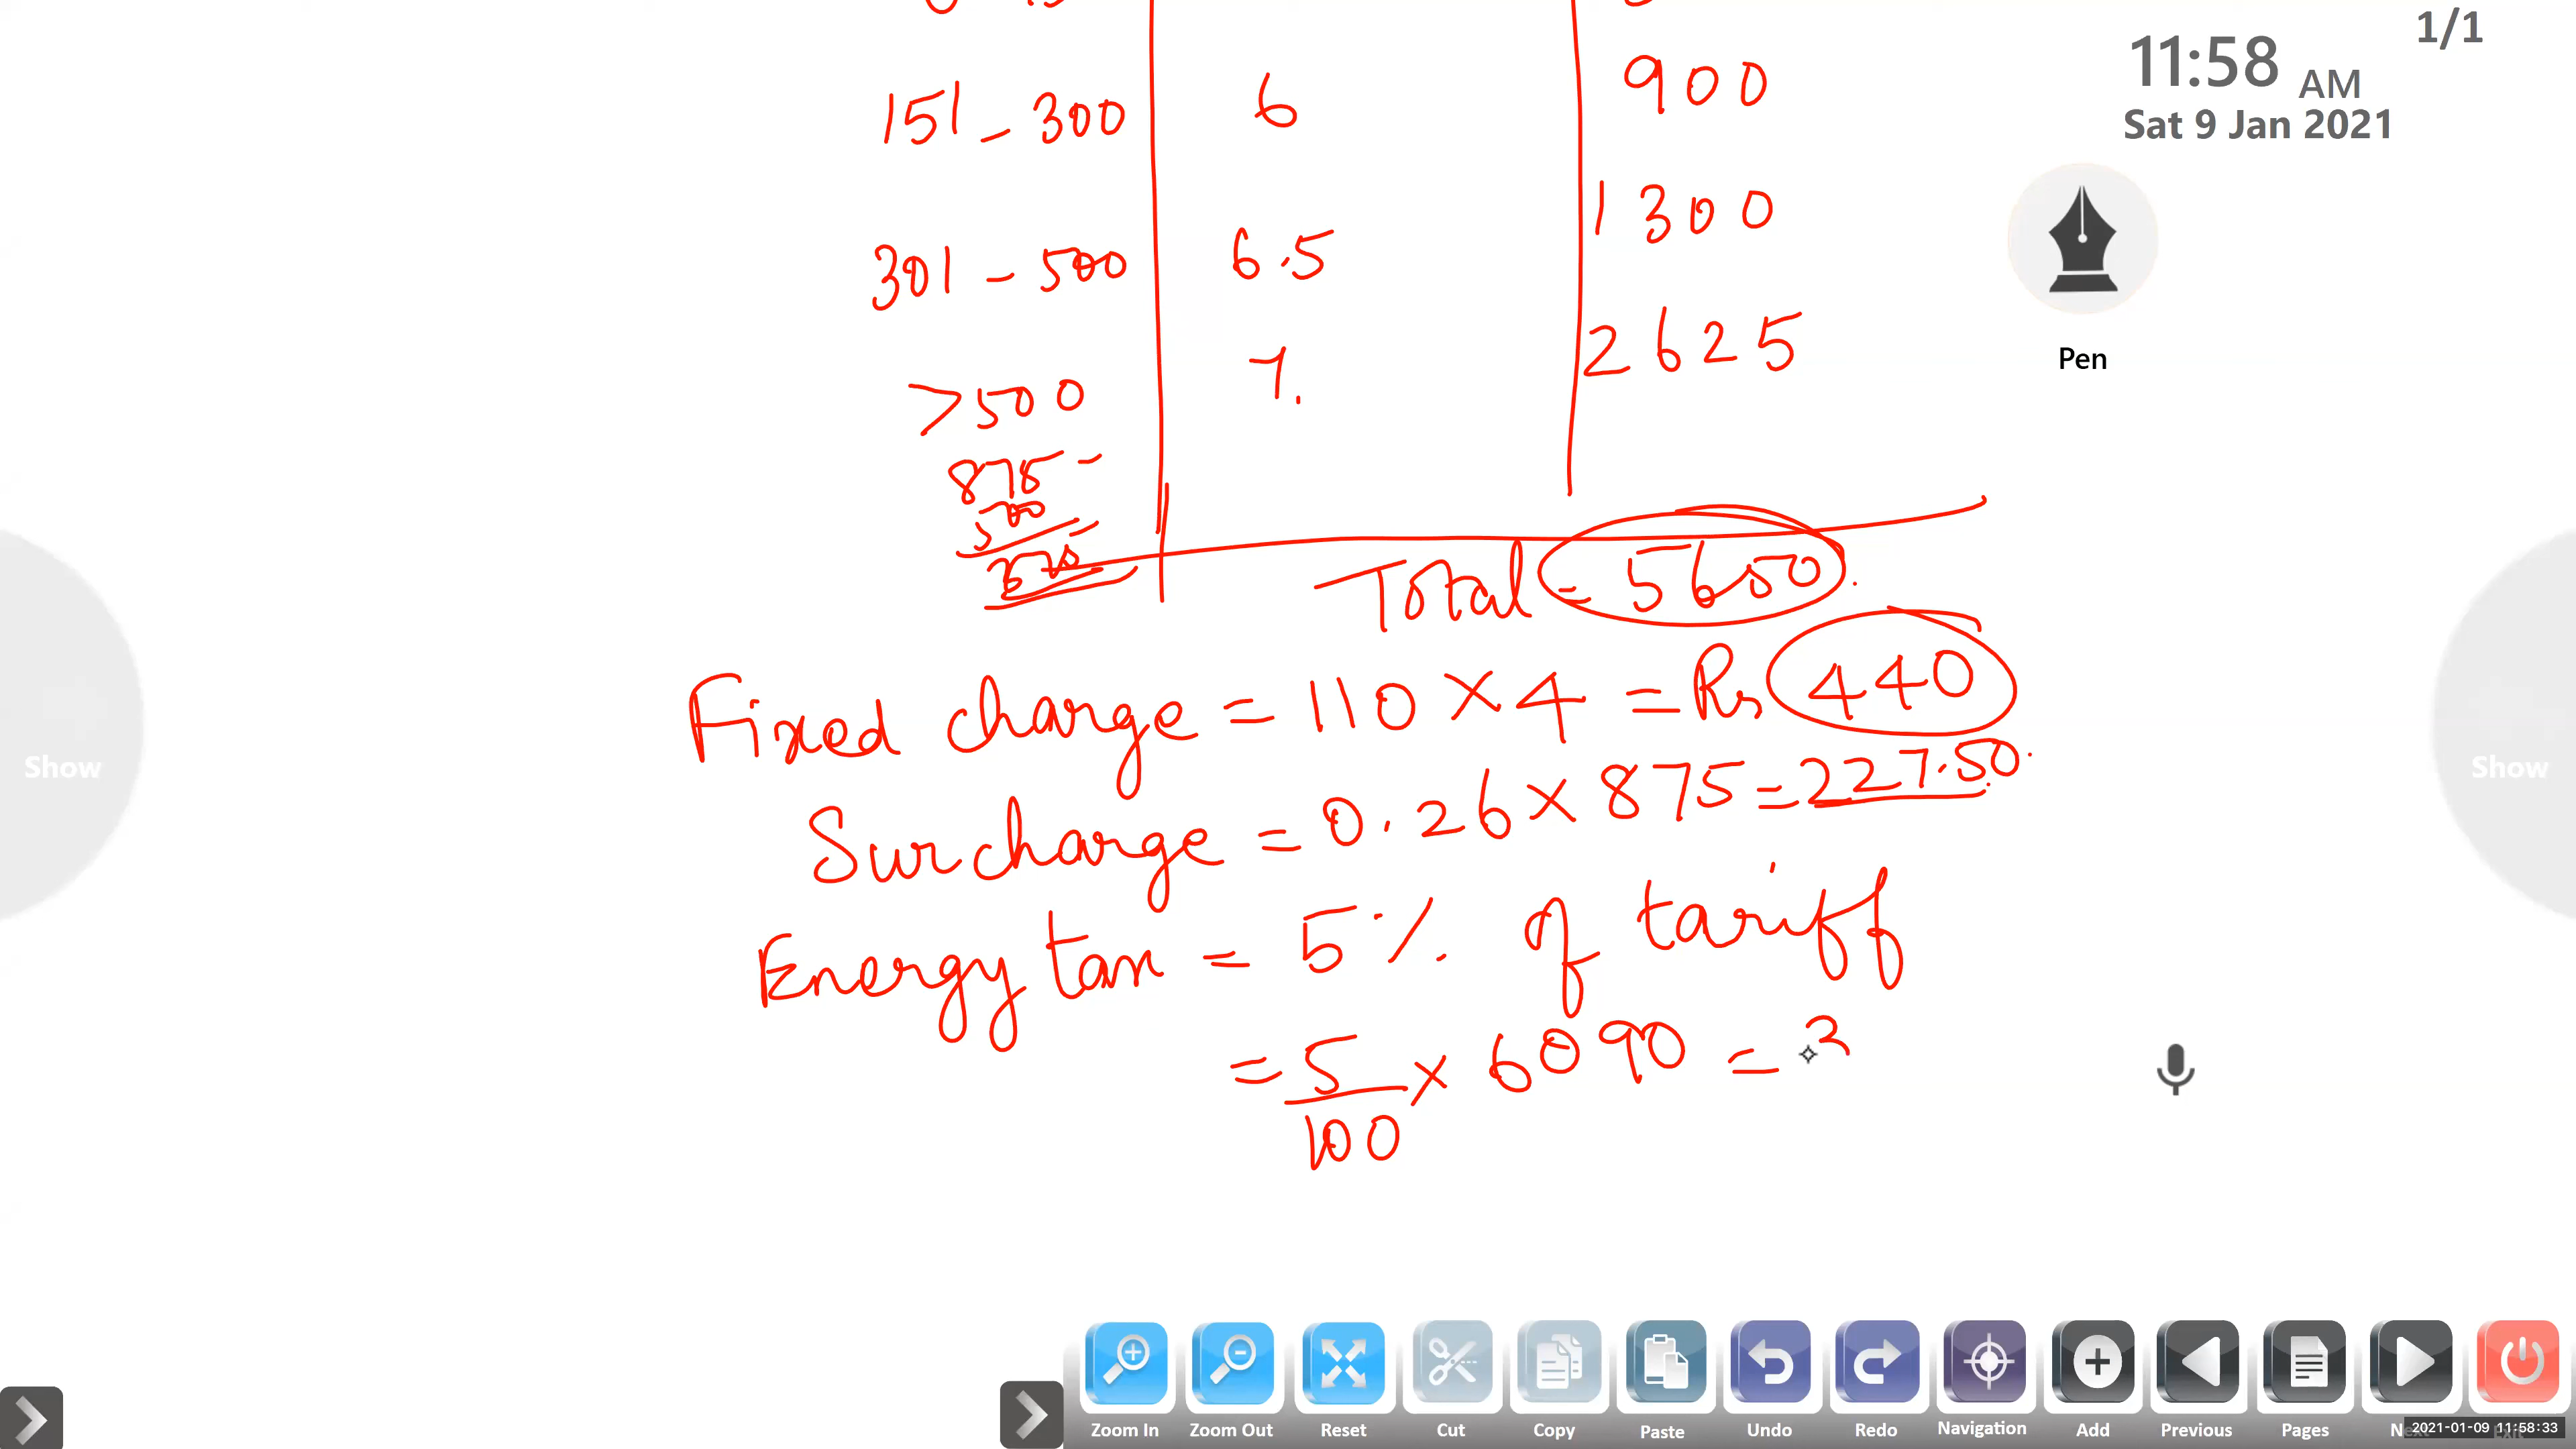 1/1
11:58 AM
Sat 9 Jan 2021
Pen
151 - 300 6 900
301 - 500 6.5 1300
>500 7. 2625
875 -
500
375
Total = 5600.
Fixed charge = 110 × 4 = Rs 440
Surcharge = 0.26 × 875 = 227.50.
Energy tax = 5% of tariff
= 5/100 × 6090 = 3
Show
Show
Zoom In Zoom Out Reset Cut Copy Paste Undo Redo Navigation Add Previous Pages
2021-01-09 11:58:33